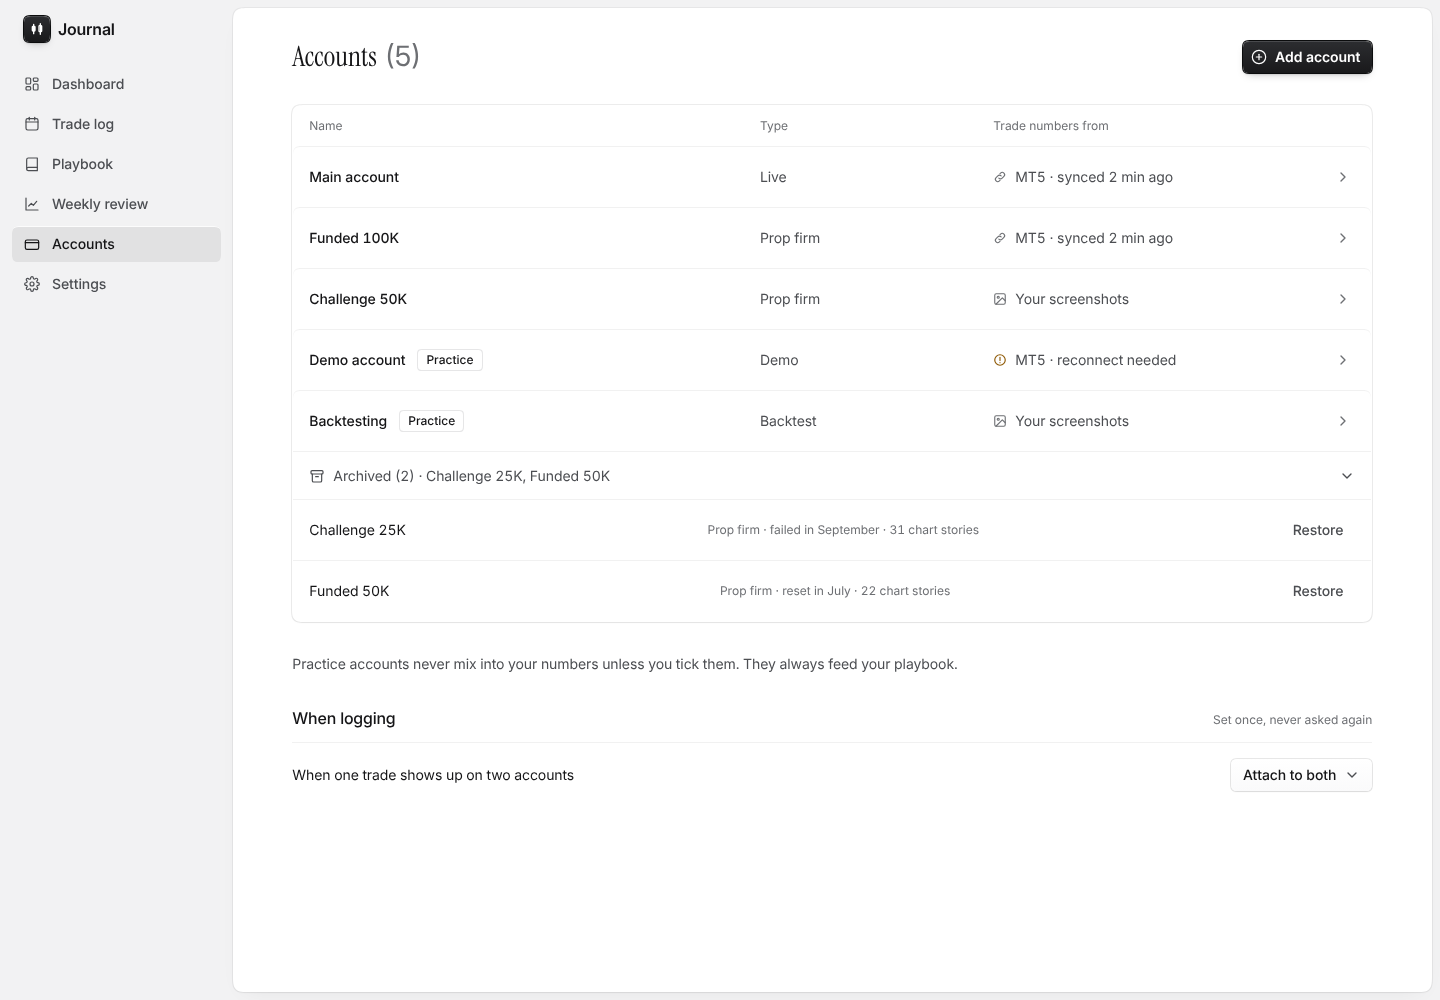 Journal
Dashboard
Trade log
Playbook
Weekly review
Accounts
Settings
Accounts (5)
Add account
Name Type Trade numbers from
Main account Live MT5 · synced 2 min ago
Funded 100K Prop firm MT5 · synced 2 min ago
Challenge 50K Prop firm Your screenshots
Demo account Practice Demo MT5 · reconnect needed
Backtesting Practice Backtest Your screenshots
Archived (2) · Challenge 25K, Funded 50K
Challenge 25K Prop firm · failed in September · 31 chart stories Restore
Funded 50K Prop firm · reset in July · 22 chart stories Restore
Practice accounts never mix into your numbers unless you tick them. They always feed your playbook.
When logging Set once, never asked again
When one trade shows up on two accounts Attach to both